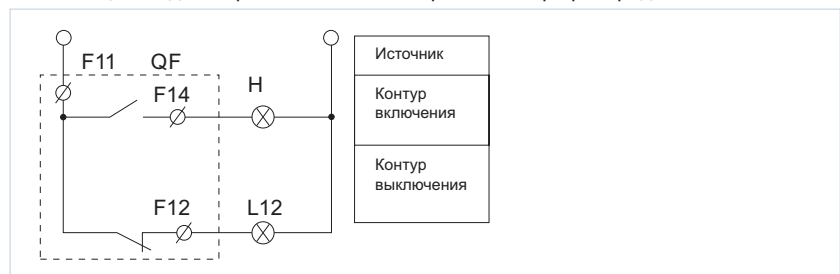 F11 QF
F14
H
F12
L12
Источник
Контур
включения
Контур
выключения